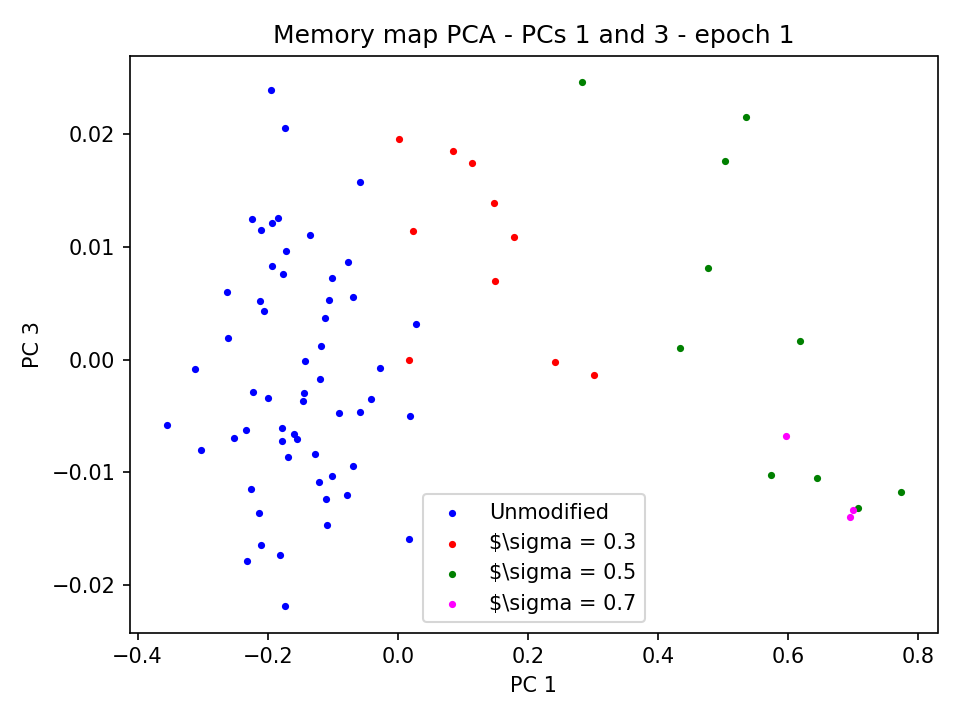 Memory map PCA - PCs 1 and 3 - epoch 1
PC 3
0.02
0.01
0.00
−0.01
−0.02
Unmodified
$\sigma = 0.3
$\sigma = 0.5
$\sigma = 0.7
−0.4 −0.2 0.0 0.2 0.4 0.6 0.8
PC 1